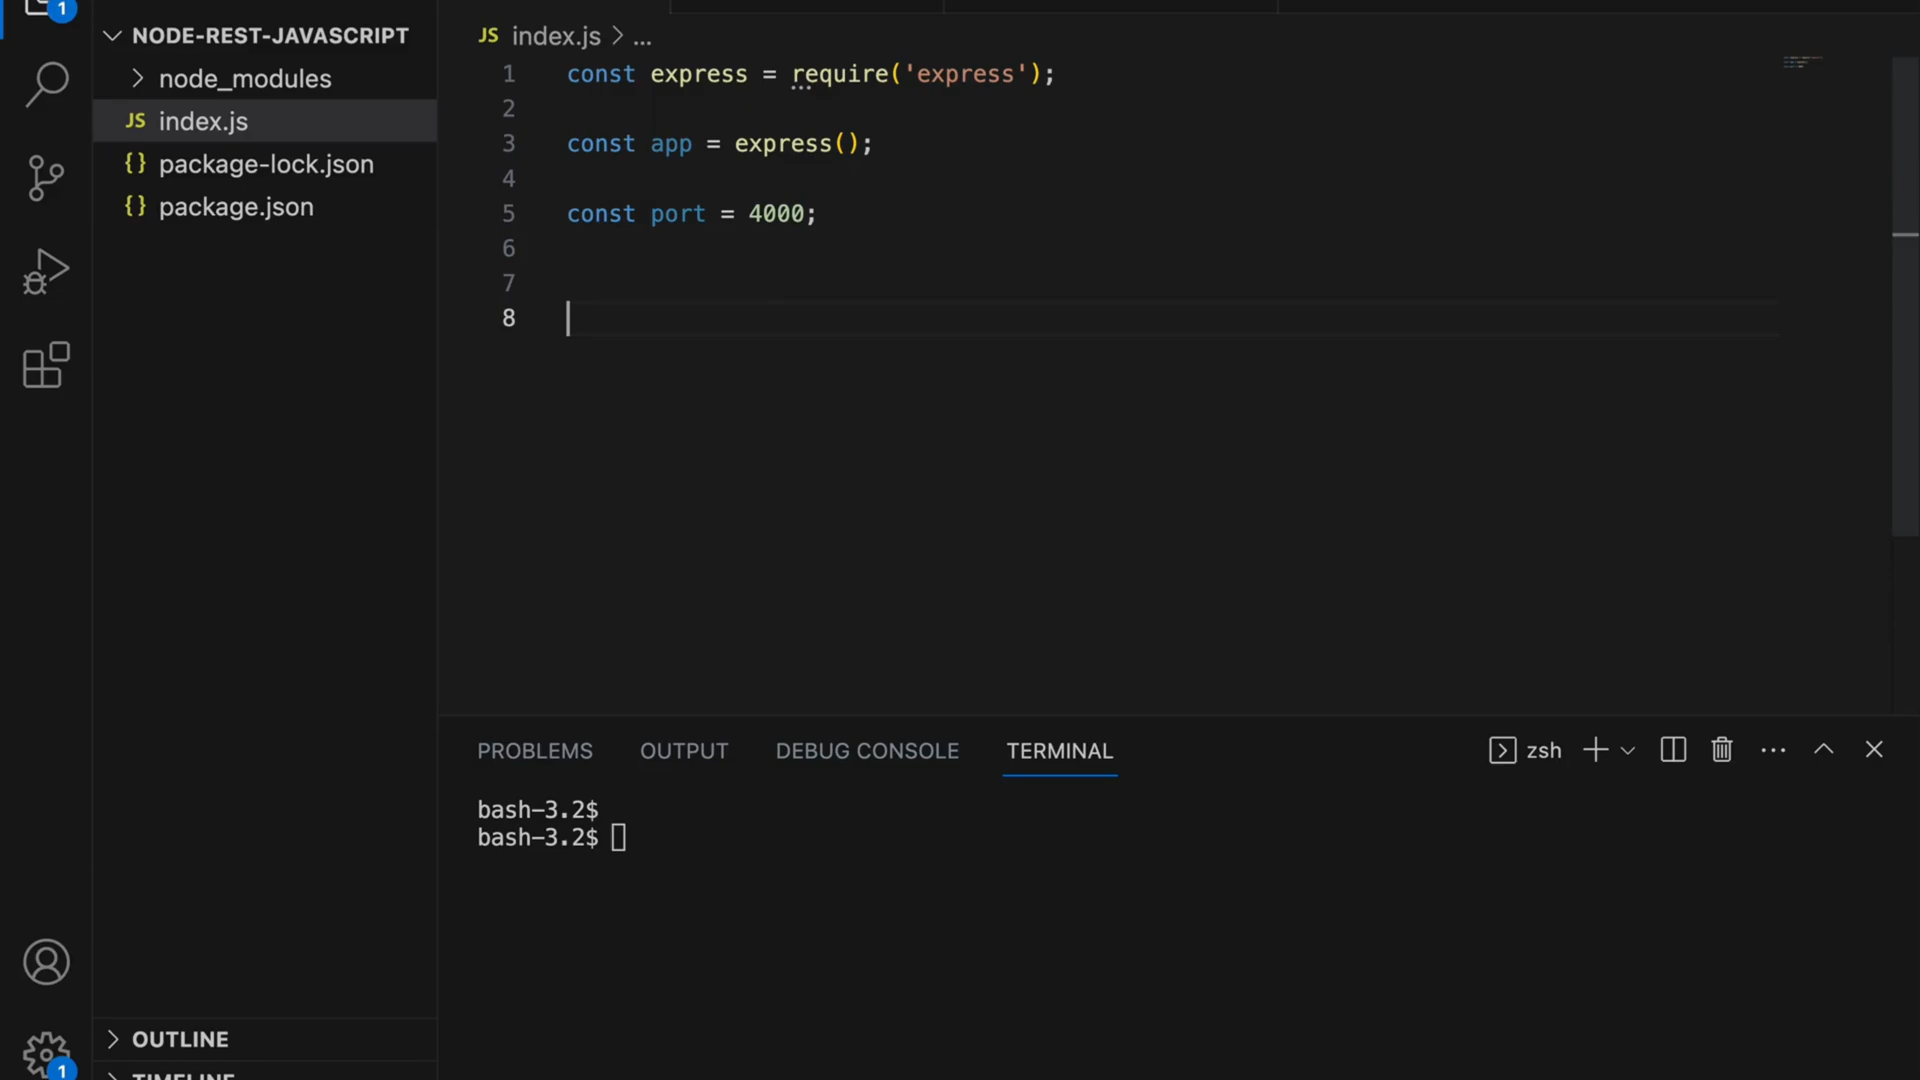 1
NODE-REST-JAVASCRIPT
node_modules
JS index.js
{} package-lock.json
{} package.json
JS index.js > ...
1 const express = require('express');
2
3 const app = express();
4
5 const port = 4000;
6
7
8
PROBLEMS OUTPUT DEBUG CONSOLE TERMINAL zsh
bash-3.2$
bash-3.2$
OUTLINE
TIMELINE
1